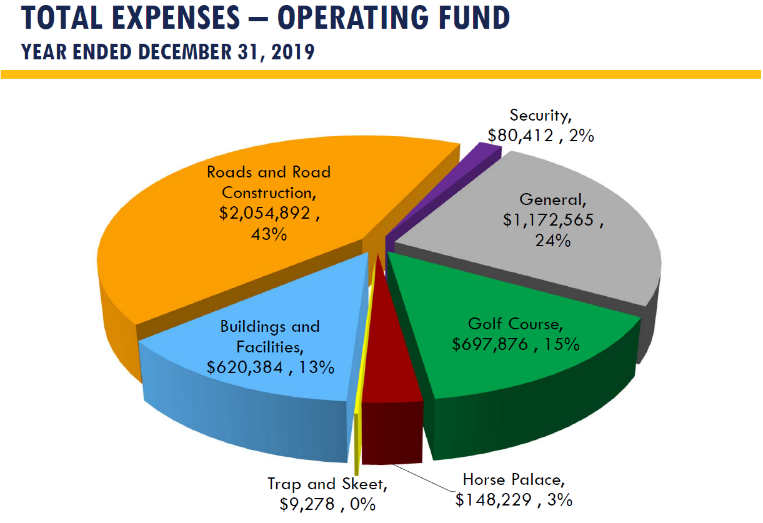 TOTAL EXPENSES – OPERATING FUND
YEAR ENDED DECEMBER 31, 2019
Security,
$80,412 , 2%
Roads and Road
Construction,
$2,054,892 ,
43%
General,
$1,172,565 ,
24%
Buildings and
Facilities,
$620,384 , 13%
Golf Course,
$697,876 , 15%
Trap and Skeet,
$9,278 , 0%
Horse Palace,
$148,229 , 3%